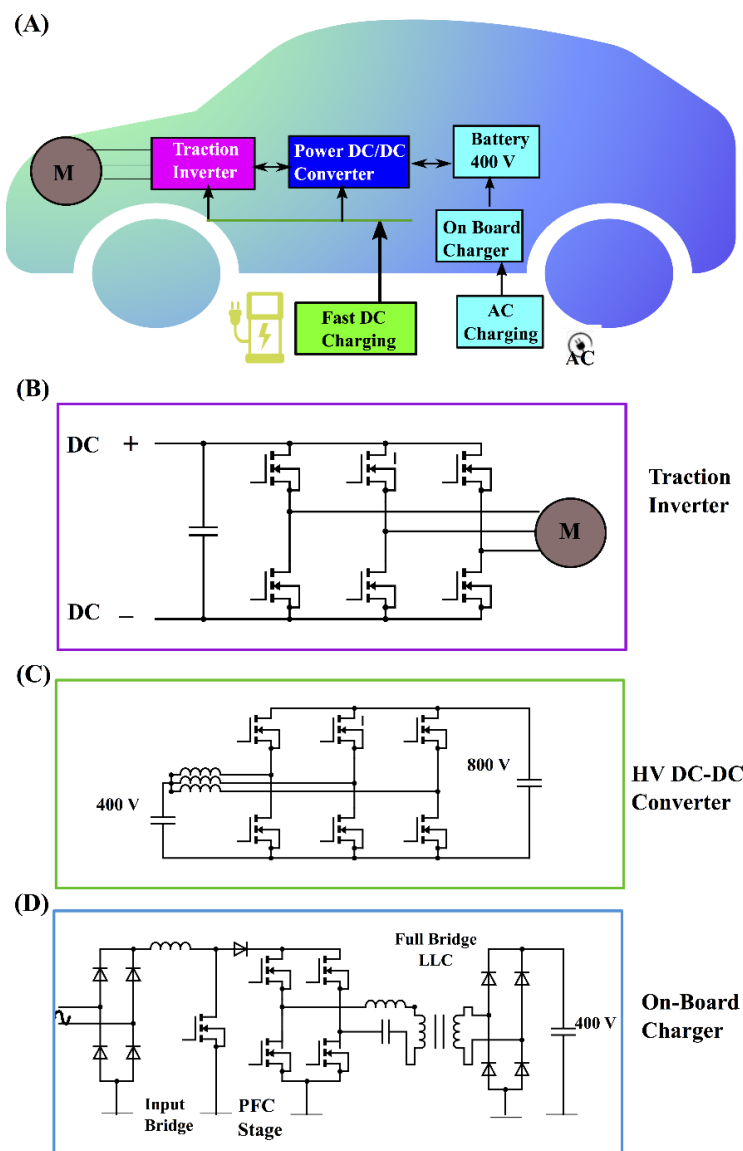 (A)
Traction
Inverter
Power DC/DC
Converter
Battery
400 V
M
On Board
Charger
Fast DC
Charging
AC
Charging
AC
(B)
DC +
Traction
Inverter
M
DC –
(C)
800 V
HV DC-DC
Converter
400 V
(D)
Full Bridge
LLC
On-Board
Charger
400 V
Input
Bridge
PFC
Stage